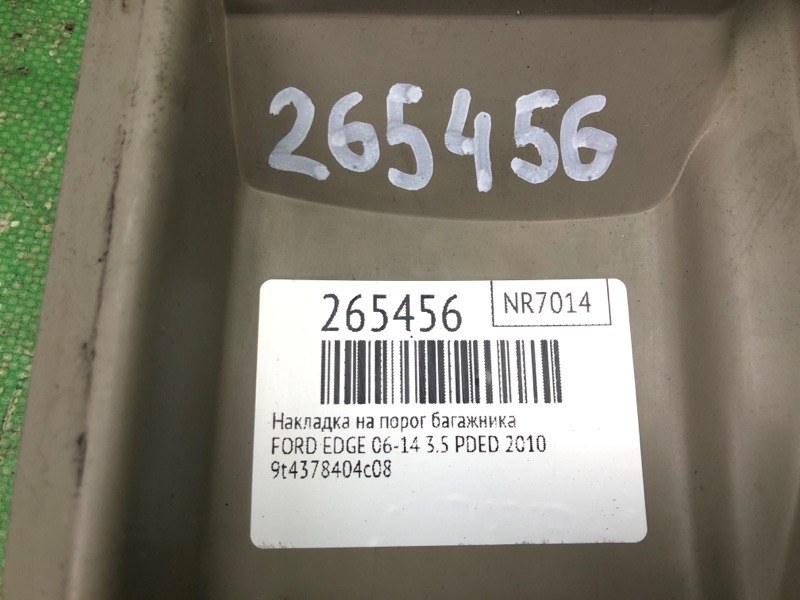 265456
265456 NR7014
Накладка на порог багажника
FORD EDGE 06-14 3.5 PDED 2010
9t4378404c08